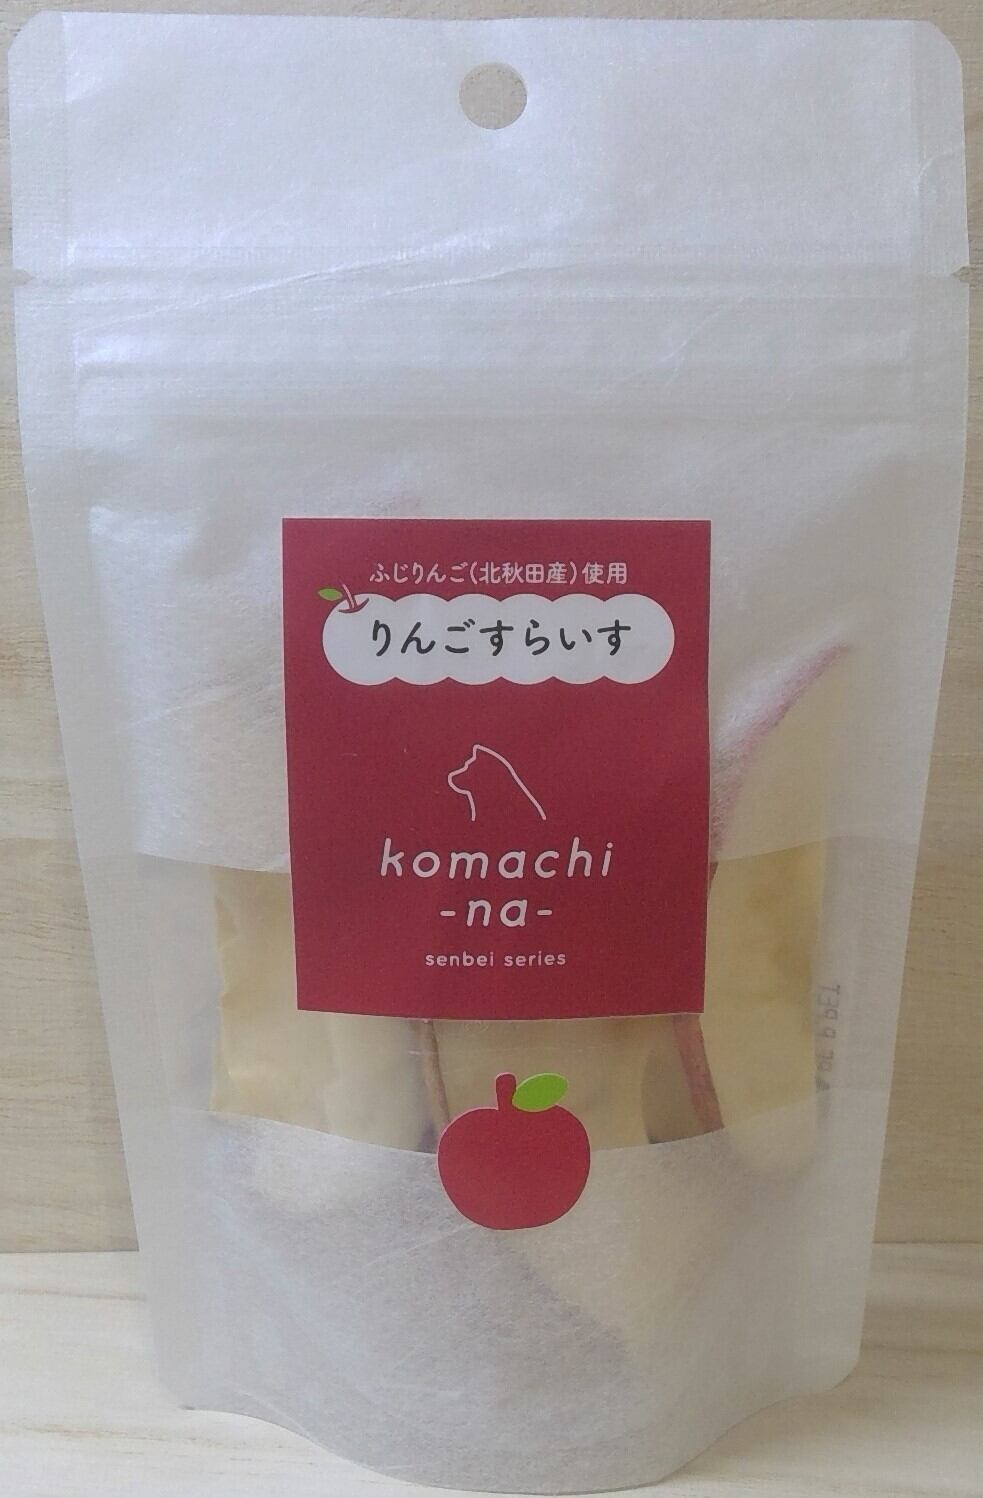 ふじりんご(北秋田産)使用
りんごすらいす
komachi
-na-
senbei series